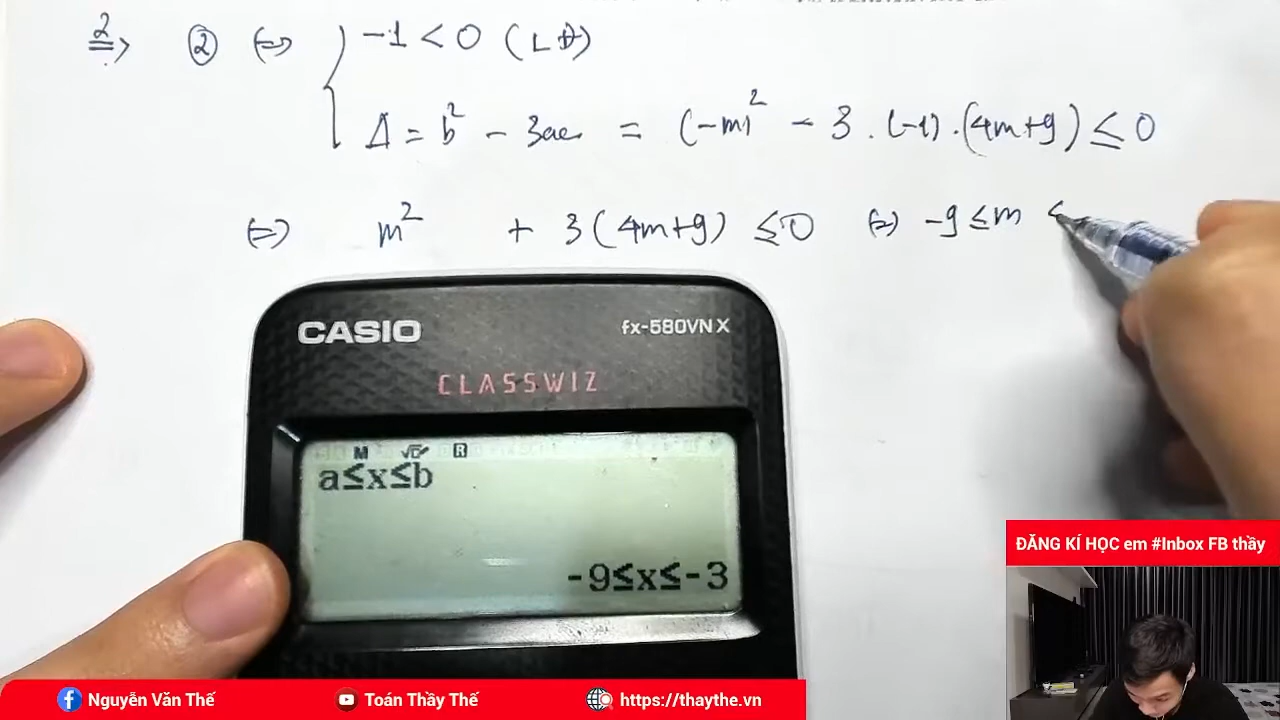 2
=> ② <=> { -1 < 0 (LĐ)
Δ = b² - 3ac = (-m)² - 3 . (-1) . (4m+9) ≤ 0
<=> m² + 3(4m+9) ≤ 0 <=> -9 ≤ m ≤
CASIO
fx-580VN X
CLASSWIZ
M √ R
a≤x≤b
-9≤x≤-3
ĐĂNG KÍ HỌC em #Inbox FB thầy
Nguyễn Văn Thế
Toán Thầy Thế
https://thaythe.vn